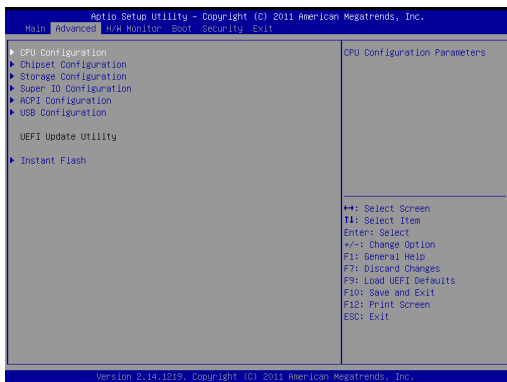 Aptio Setup Utility – Copyright (C) 2011 American Megatrends, Inc.
Main Advanced H/W Monitor Boot Security Exit
CPU Configuration
Chipset Configuration
Storage Configuration
Super IO Configuration
ACPI Configuration
USB Configuration
UEFI Update Utility
Instant Flash
CPU Configuration Parameters
↔: Select Screen
↑↓: Select Item
Enter: Select
+/-: Change Option
F1: General Help
F7: Discard Changes
F9: Load UEFI Defaults
F10: Save and Exit
F12: Print Screen
ESC: Exit
Version 2.14.1219. Copyright (C) 2011 American Megatrends, Inc.